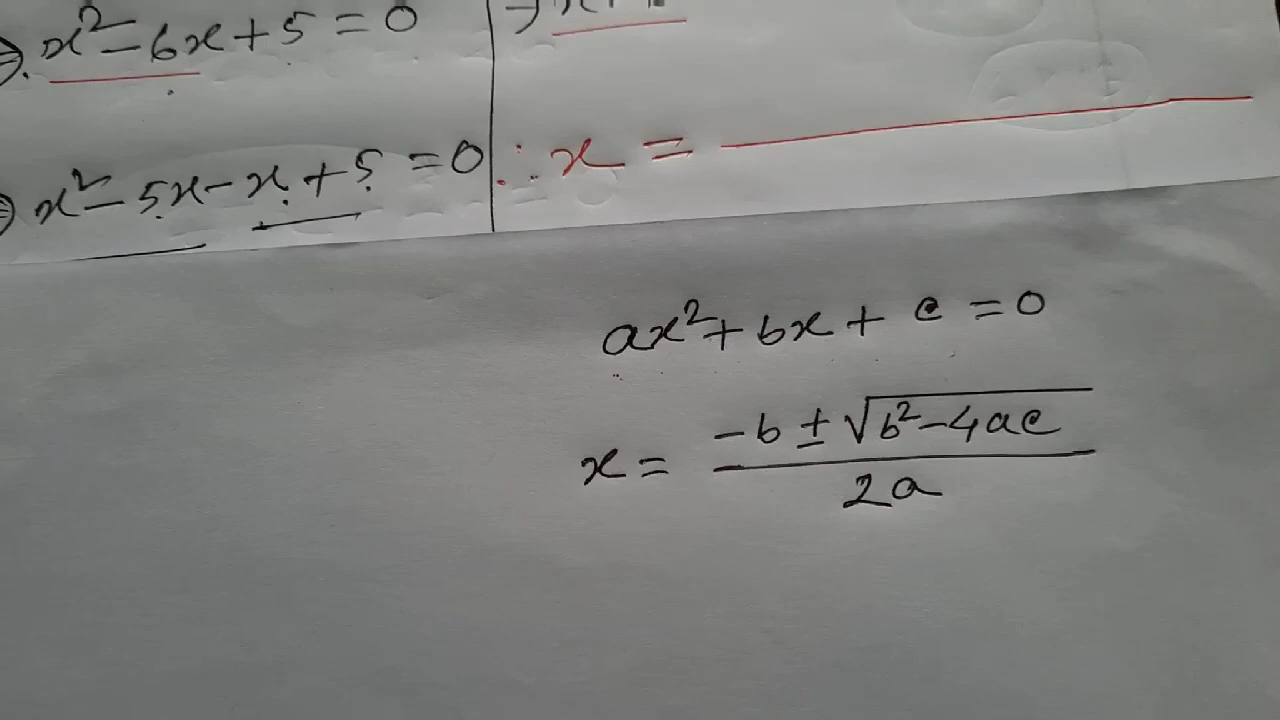 ⇒ x² - 6x + 5 = 0
⇒ x² - 5x - x + 5 = 0
∴ x =
ax² + bx + c = 0
x = (-b ± √(b² - 4ac)) / 2a